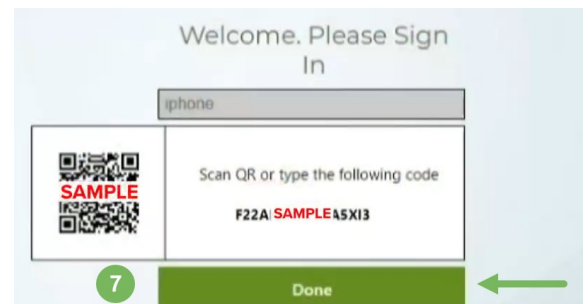 Welcome. Please Sign
In
iphone
SAMPLE
Scan QR or type the following code
F22A SAMPLE A5XI3
7
Done